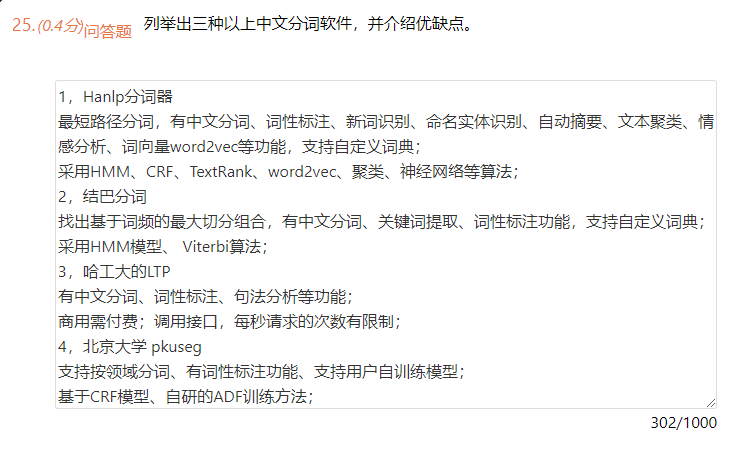 25.(0.4分)问答题 列举出三种以上中文分词软件，并介绍优缺点。
1，Hanlp分词器
最短路径分词，有中文分词、词性标注、新词识别、命名实体识别、自动摘要、文本聚类、情
感分析、词向量word2vec等功能，支持自定义词典；
采用HMM、CRF、TextRank、word2vec、聚类、神经网络等算法；
2，结巴分词
找出基于词频的最大切分组合，有中文分词、关键词提取、词性标注功能，支持自定义词典；
采用HMM模型、 Viterbi算法；
3，哈工大的LTP
有中文分词、词性标注、句法分析等功能；
商用需付费；调用接口，每秒请求的次数有限制；
4，北京大学 pkuseg
支持按领域分词、有词性标注功能、支持用户自训练模型；
基于CRF模型、自研的ADF训练方法；
302/1000